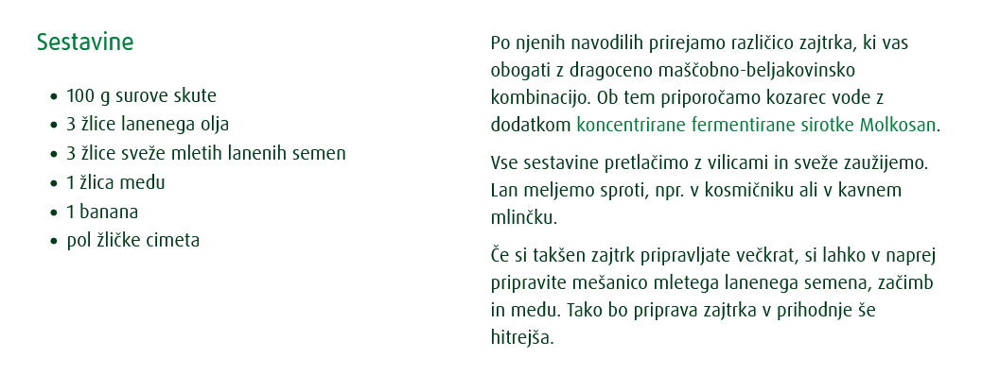 Sestavine
100 g surove skute
3 žlice lanenega olja
3 žlice sveže mletih lanenih semen
1 žlica medu
1 banana
pol žličke cimeta
Po njenih navodilih prirejamo različico zajtrka, ki vas
obogati z dragoceno maščobno-beljakovinsko
kombinacijo. Ob tem priporočamo kozarec vode z
dodatkom koncentrirane fermentirane sirotke Molkosan.
Vse sestavine pretlačimo z vilicami in sveže zaužijemo.
Lan meljemo sproti, npr. v kosmičniku ali v kavnem
mlinčku.
Če si takšen zajtrk pripravljate večkrat, si lahko v naprej
pripravite mešanico mletega lanenega semena, začimb
in medu. Tako bo priprava zajtrka v prihodnje še
hitrejša.